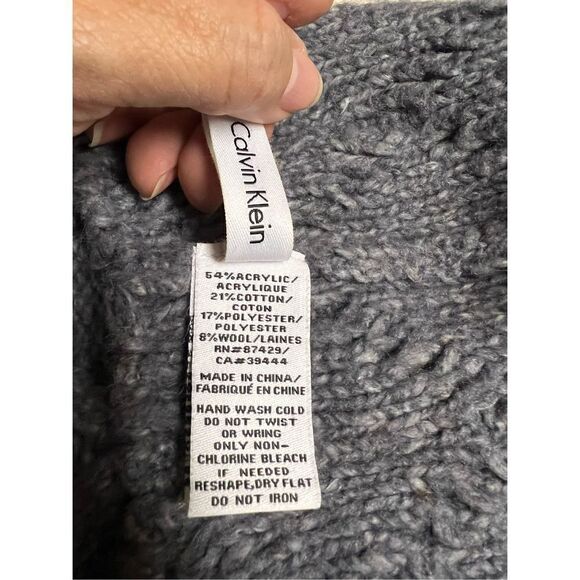 Calvin Klein
54%ACRYLIC/
ACRYLIQUE
21%COTTON/
COTON
17%POLYESTER/
POLYESTER
8%WOOL/LAINES
RN#87429/
CA#39444
MADE IN CHINA/
FABRIQUÉ EN CHINE
HAND WASH COLD
DO NOT TWIST
OR WRING
ONLY NON-
CHLORINE BLEACH
IF NEEDED
RESHAPE,DRY FLAT
DO NOT IRON